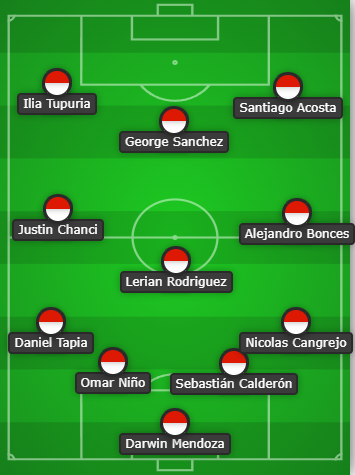 Ilia Tupuria
Santiago Acosta
George Sanchez
Justin Chanci
Alejandro Bonces
Lerian Rodriguez
Daniel Tapia
Nicolas Cangrejo
Omar Niño
Sebastián Calderón
Darwin Mendoza